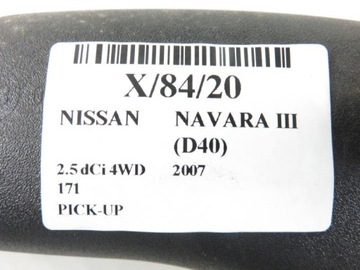 X/84/20
NISSAN NAVARA III
(D40)
2.5 dCi 4WD 2007
171
PICK-UP